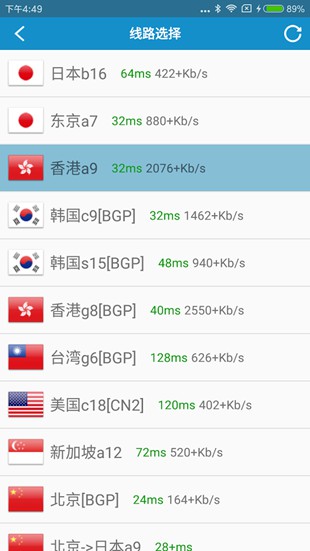 下午4:49
... 89%
线路选择
日本b16 64ms 422+Kb/s
东京a7 32ms 880+Kb/s
香港a9 32ms 2076+Kb/s
韩国c9[BGP] 32ms 1462+Kb/s
韩国s15[BGP] 48ms 940+Kb/s
香港g8[BGP] 40ms 2550+Kb/s
台湾g6[BGP] 128ms 626+Kb/s
美国c18[CN2] 120ms 402+Kb/s
新加坡a12 72ms 520+Kb/s
北京[BGP] 24ms 164+Kb/s
北京->日本a9 28+ms